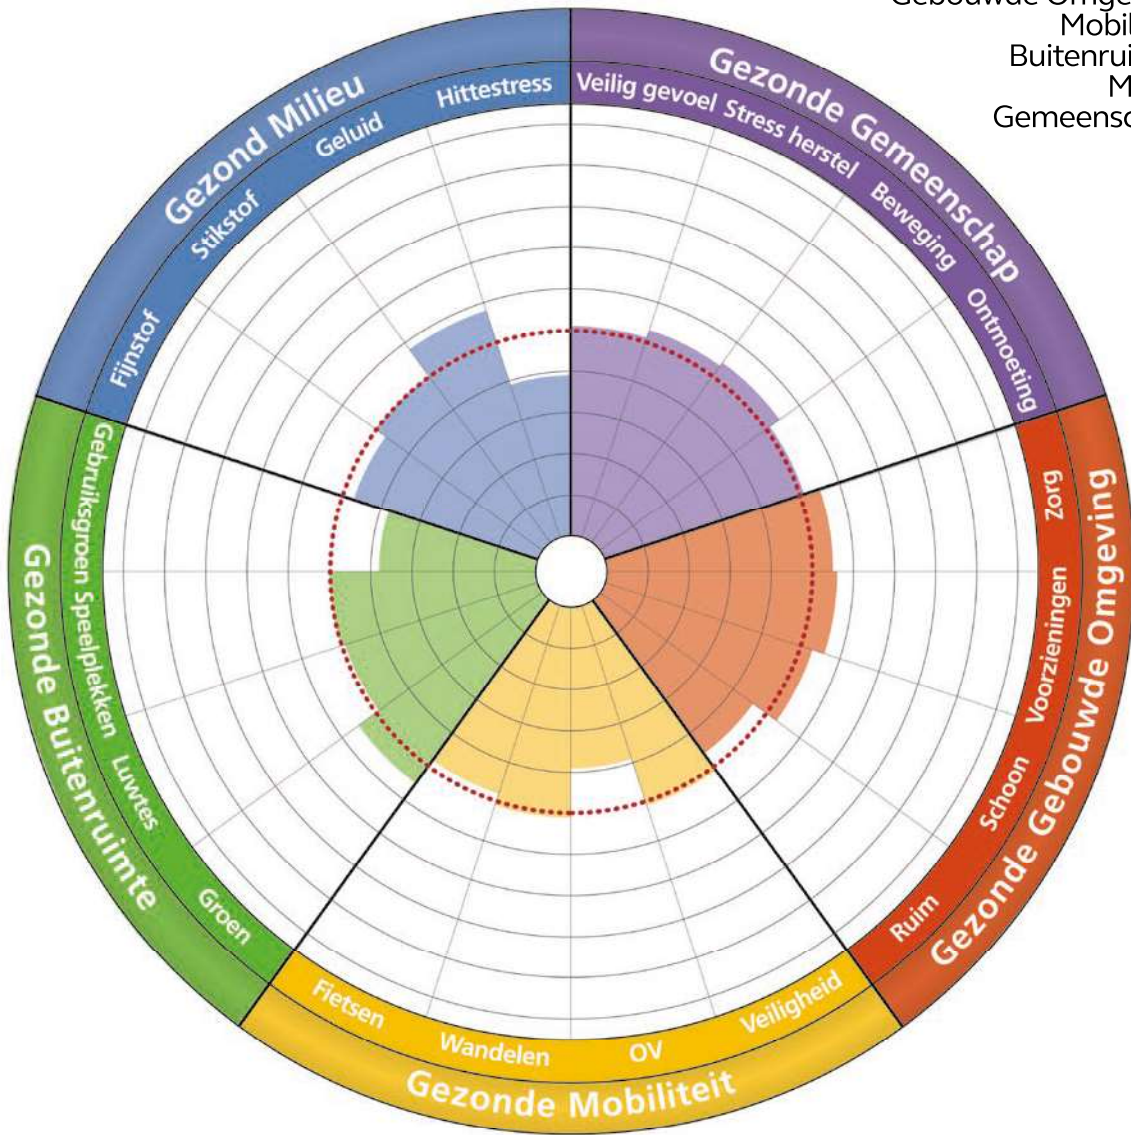 Mobil
Buitenrui
M
Gemeensc
Gezonde Gemeenschap
Veilig gevoel
Stress herstel
Beweging
Ontmoeting
Gezonde Gebouwde Omgeving
Zorg
Voorzieningen
Schoon
Ruim
Gezonde Mobiliteit
Veiligheid
OV
Wandelen
Fietsen
Gezonde Buitenruimte
Groen
Luwtes
Speelplekken
Gebruiksgroen
Gezond Milieu
Fijnstof
Stikstof
Geluid
Hittestress